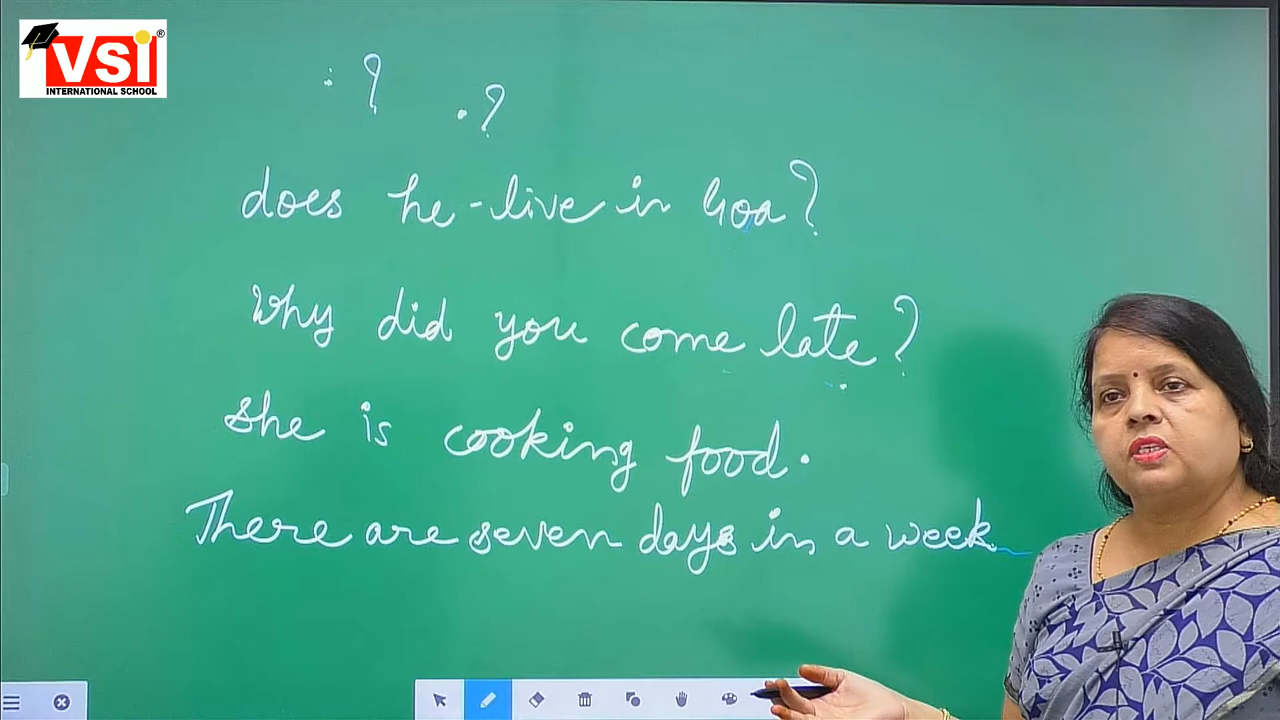 VSI®
INTERNATIONAL SCHOOL
. ?
. ?
does he live in Goa?
Why did you come late?
She is cooking food.
There are seven days in a week